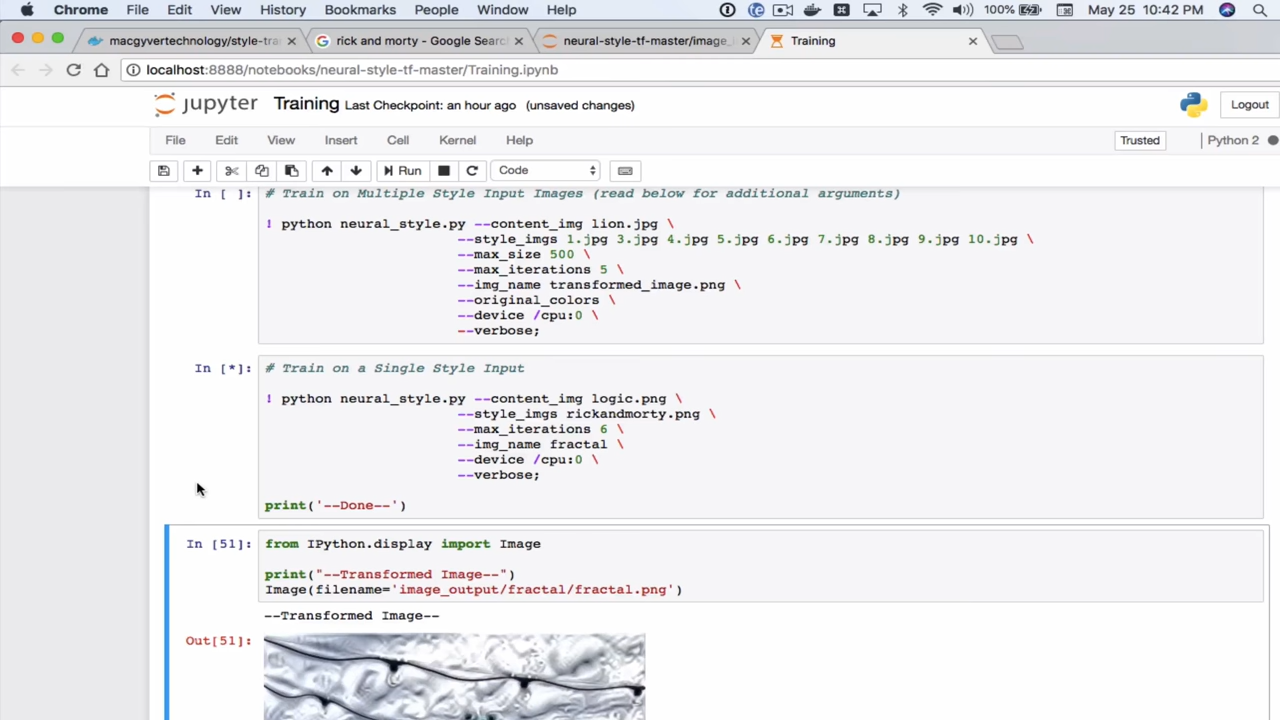 Chrome File Edit View History Bookmarks People Window Help 100% May 25 10:42 PM
macgyvertechnology/style-tra
rick and morty - Google Searc
neural-style-tf-master/image_
Training
localhost:8888/notebooks/neural-style-tf-master/Training.ipynb
jupyter Training Last Checkpoint: an hour ago (unsaved changes) Logout
File Edit View Insert Cell Kernel Help Trusted Python 2
Run Code
In [ ]: # Train on Multiple Style Input Images (read below for additional arguments)
! python neural_style.py --content_img lion.jpg \
--style_imgs 1.jpg 3.jpg 4.jpg 5.jpg 6.jpg 7.jpg 8.jpg 9.jpg 10.jpg \
--max_size 500 \
--max_iterations 5 \
--img_name transformed_image.png \
--original_colors \
--device /cpu:0 \
--verbose;
In [*]: # Train on a Single Style Input
! python neural_style.py --content_img logic.png \
--style_imgs rickandmorty.png \
--max_iterations 6 \
--img_name fractal \
--device /cpu:0 \
--verbose;
print('--Done--')
In [51]: from IPython.display import Image
print("--Transformed Image--")
Image(filename='image_output/fractal/fractal.png')
--Transformed Image--
Out[51]: